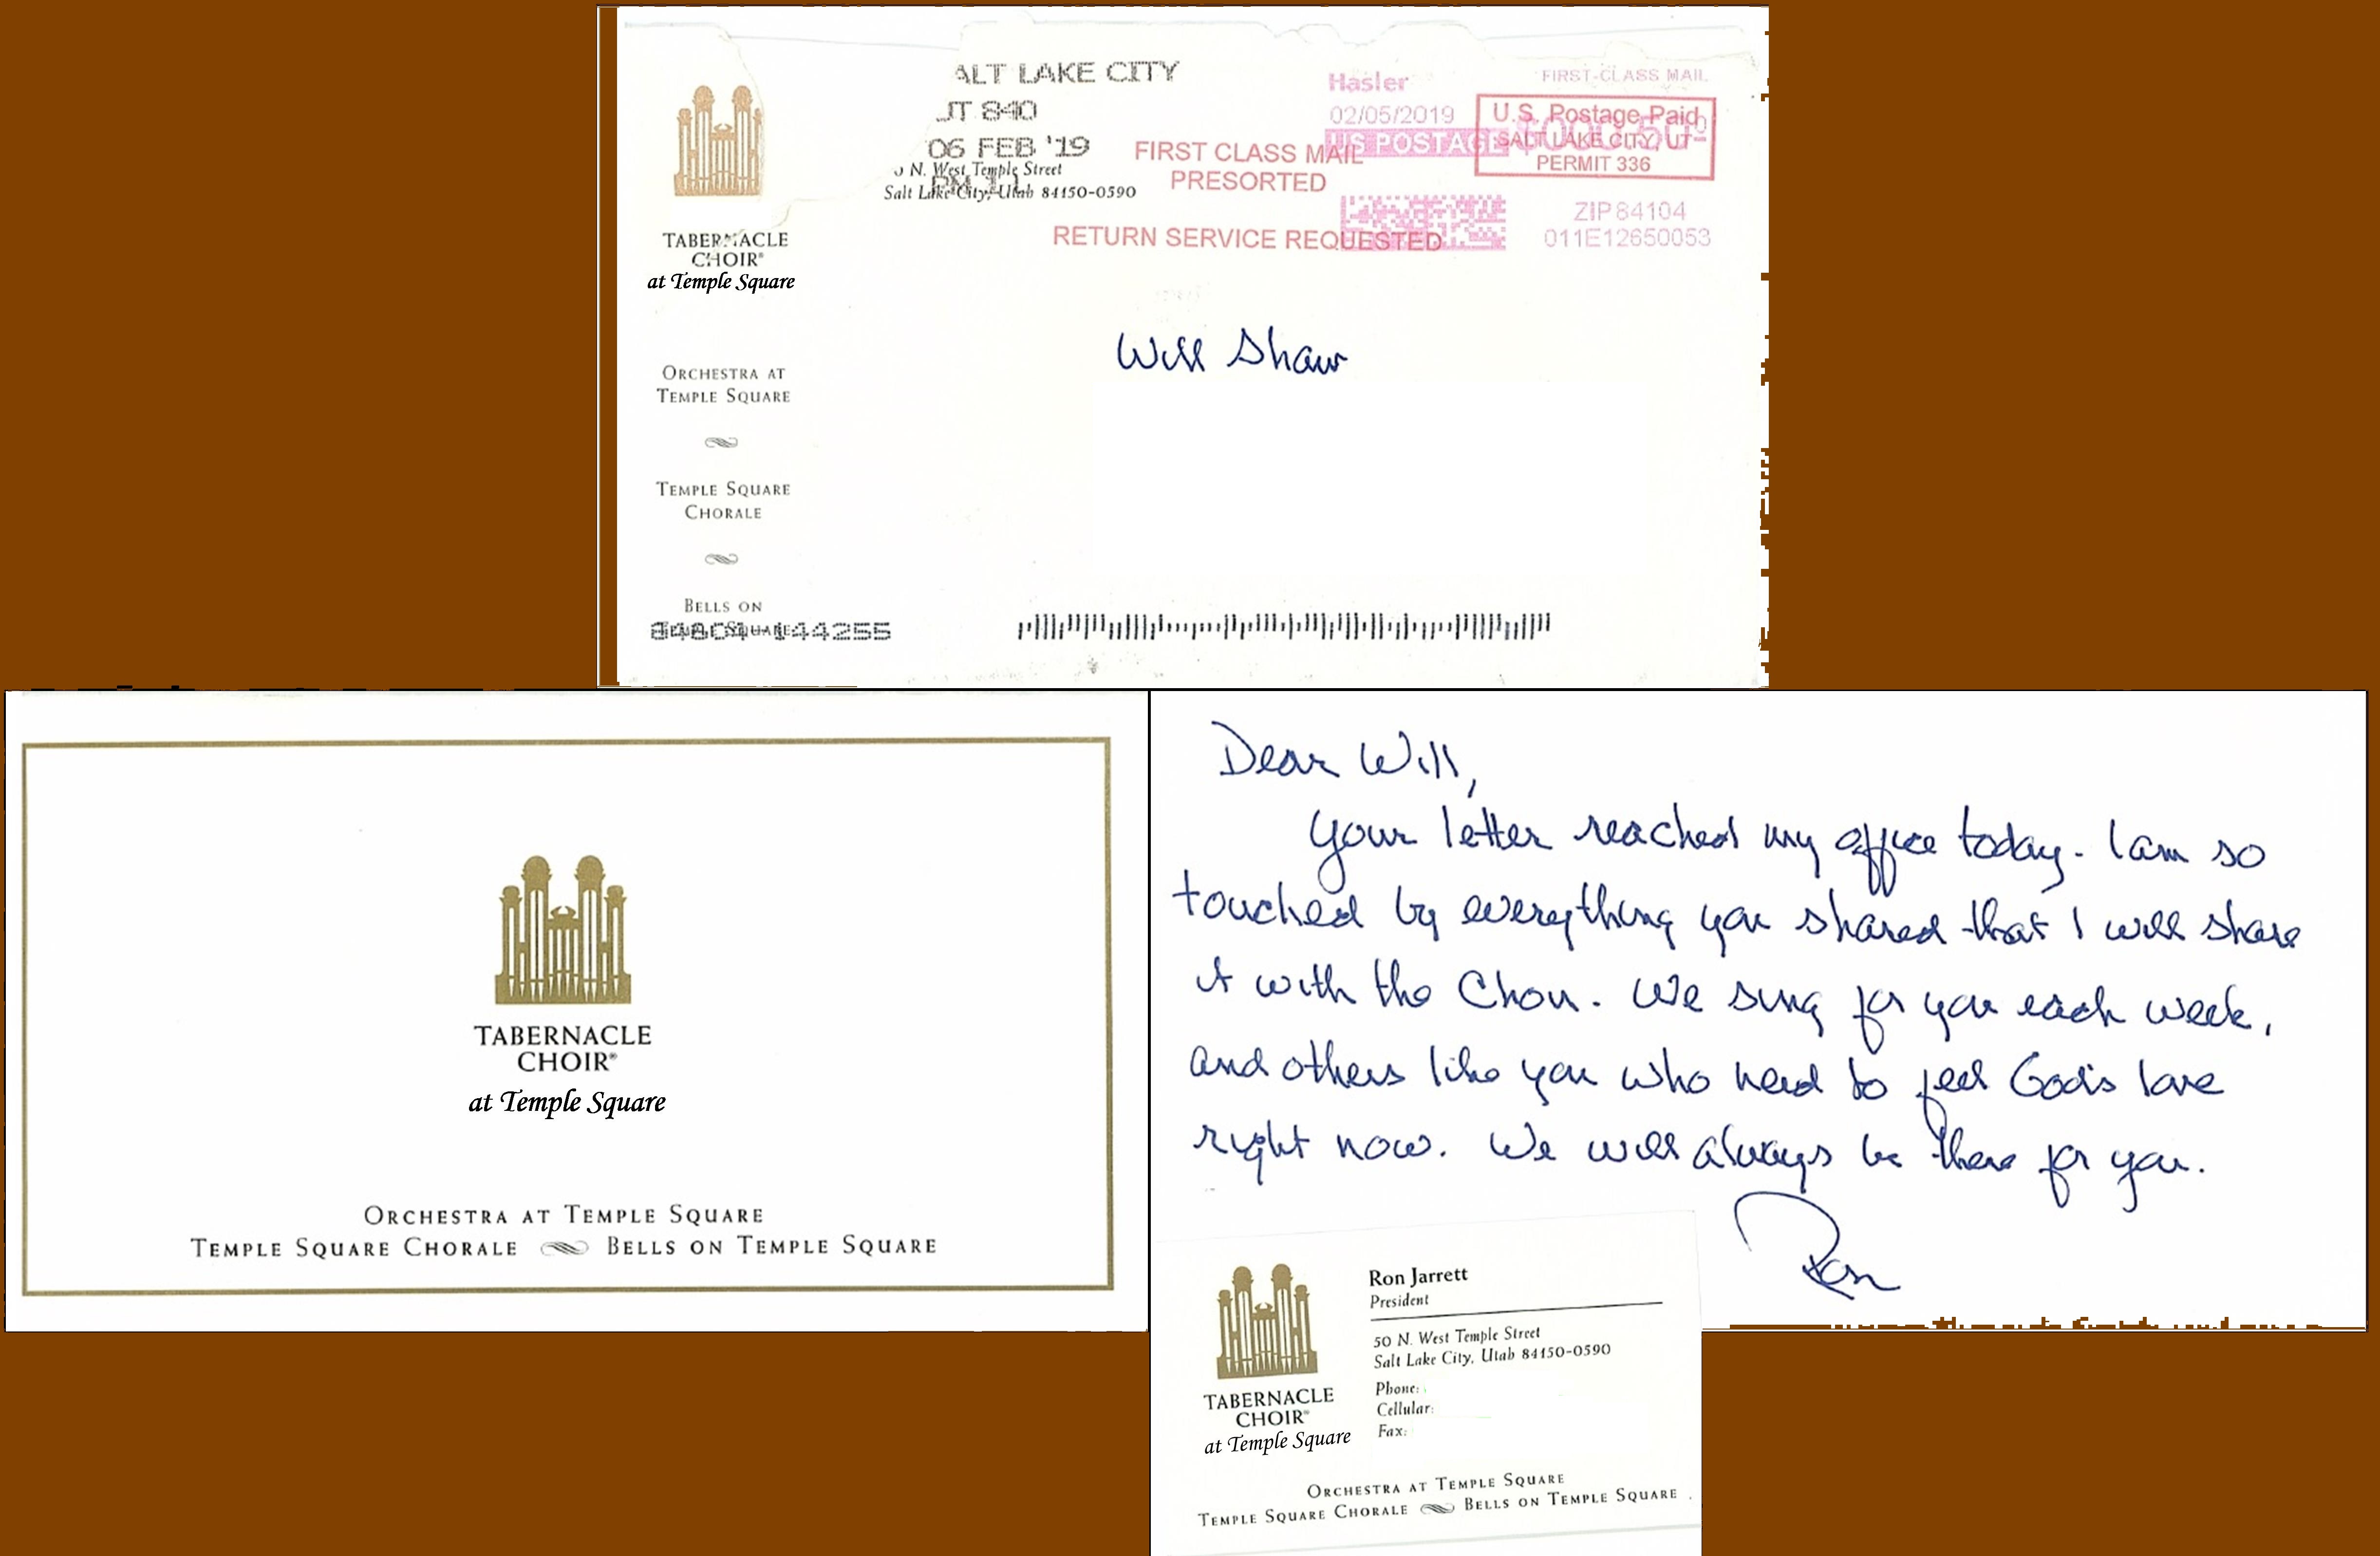 ALT LAKE CITY
UT 840
06 FEB '19
N. West Temple Street
Salt Lake City, Utah 84150-0590
Hasler
02/05/2019
US POSTAGE
FIRST-CLASS MAIL
U.S. Postage Paid
SALT LAKE CITY, UT
PERMIT 336
FIRST CLASS MAIL
PRESORTED
RETURN SERVICE REQUESTED
ZIP 84104
011E12650053
TABERNACLE
CHOIR®
at Temple Square
ORCHESTRA AT
TEMPLE SQUARE
TEMPLE SQUARE
CHORALE
BELLS ON
Will Shaw
TABERNACLE
CHOIR®
at Temple Square
ORCHESTRA AT TEMPLE SQUARE
TEMPLE SQUARE CHORALE BELLS ON TEMPLE SQUARE
Dear Will,
Your letter reached my office today. I am so
touched by everything you shared that I will share
it with the Choir. We sing for you each week,
and others like you who need to feel God's love
right now. We will always be there for you.
Ron
TABERNACLE
CHOIR®
at Temple Square
Ron Jarrett
President
50 N. West Temple Street
Salt Lake City, Utah 84150-0590
Phone:
Cellular:
Fax:
ORCHESTRA AT TEMPLE SQUARE
TEMPLE SQUARE CHORALE BELLS ON TEMPLE SQUARE